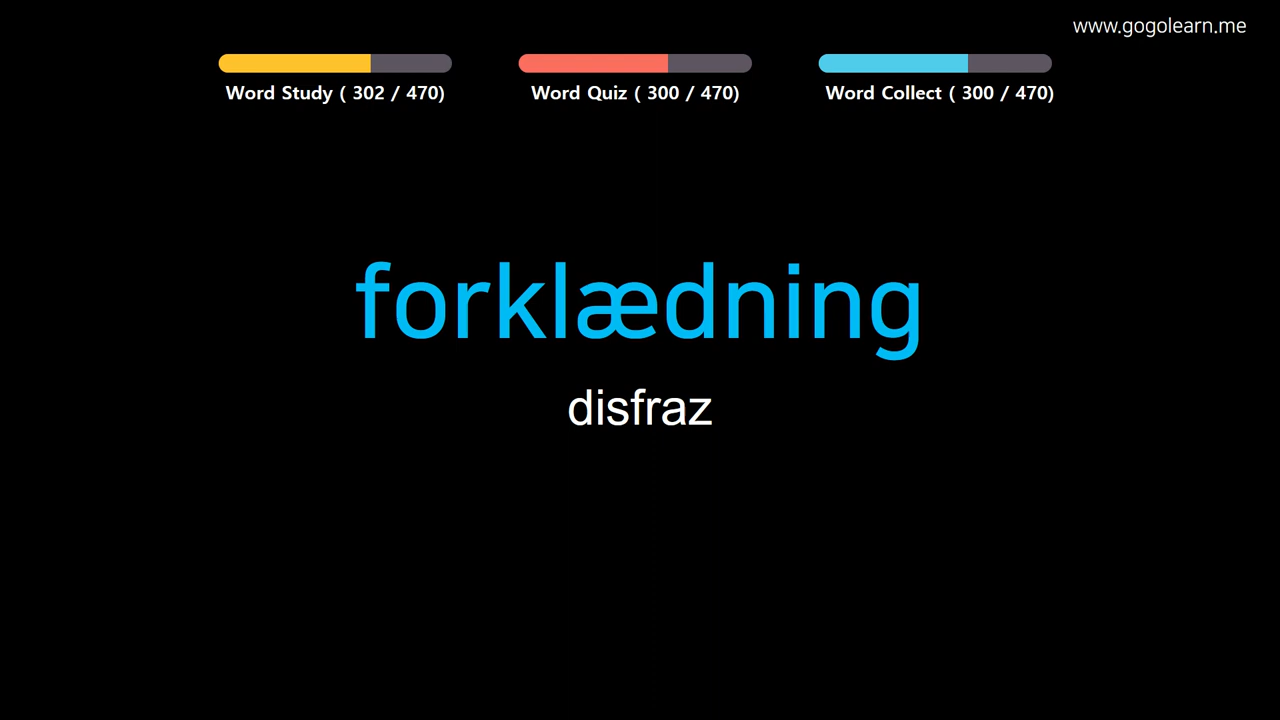 www.gogolearn.me
Word Study ( 302 / 470)
Word Quiz ( 300 / 470)
Word Collect ( 300 / 470)
forklædning
disfraz